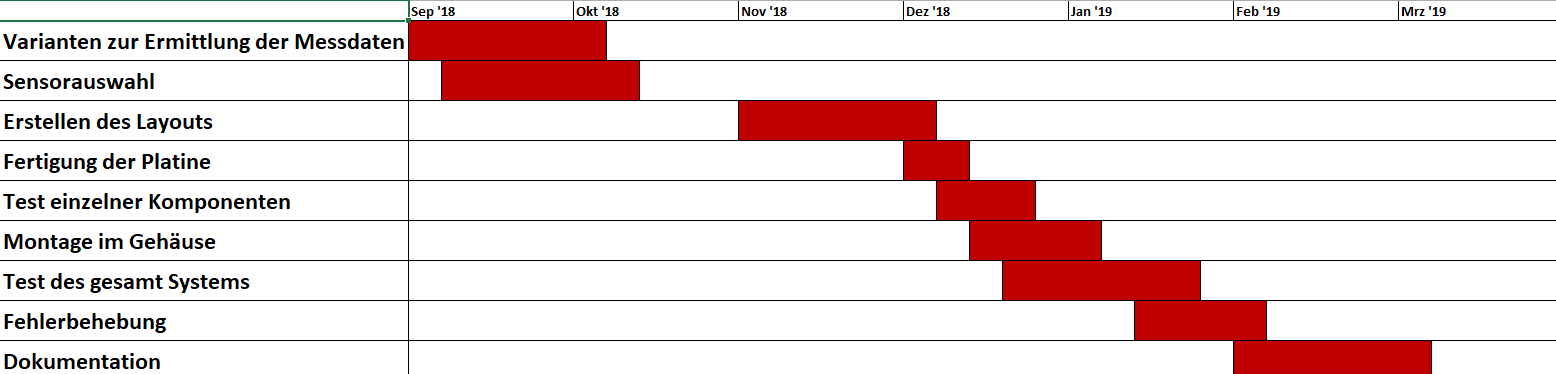 Sep '18 Okt '18 Nov '18 Dez '18 Jan '19 Feb '19 Mrz '19
Varianten zur Ermittlung der Messdaten
Sensorauswahl
Erstellen des Layouts
Fertigung der Platine
Test einzelner Komponenten
Montage im Gehäuse
Test des gesamt Systems
Fehlerbehebung
Dokumentation